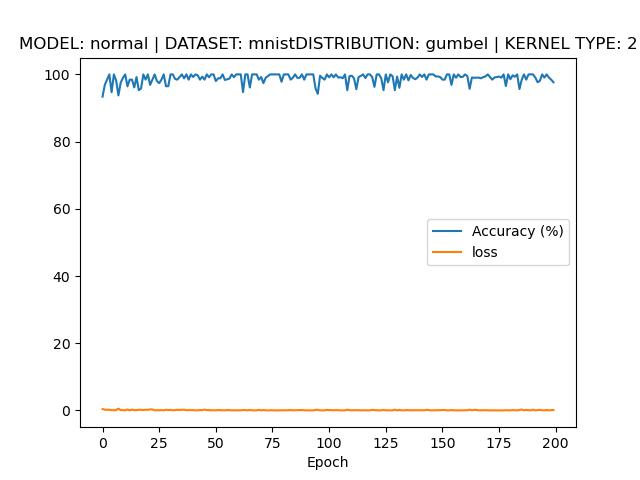 MODEL: normal | DATASET: mnistDISTRIBUTION: gumbel | KERNEL TYPE: 2
100
80
60
40
20
0
Accuracy (%)
loss
0 25 50 75 100 125 150 175 200
Epoch